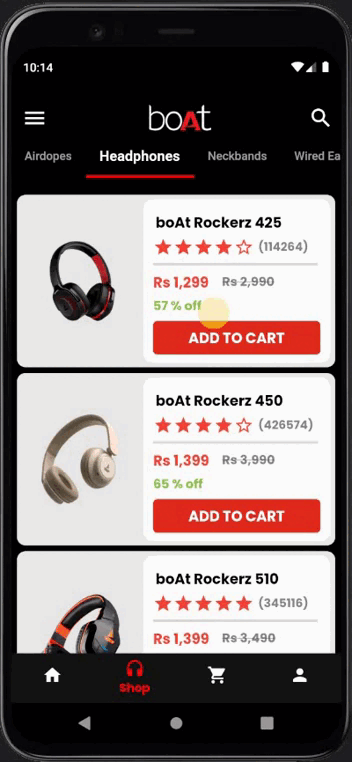 10:14
boAt
Airdopes Headphones Neckbands Wired Ea
boAt Rockerz 425
(114264)
Rs 1,299 Rs 2,990
57 % off
ADD TO CART
boAt Rockerz 450
(426574)
Rs 1,399 Rs 3,990
65 % off
ADD TO CART
boAt Rockerz 510
(345116)
Rs 1,399 Rs 3,490
Shop